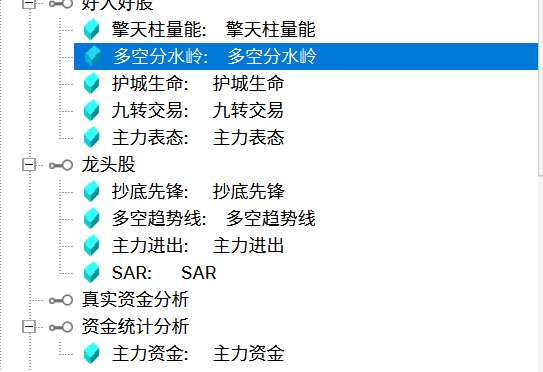 好人好股
擎天柱量能: 擎天柱量能
多空分水岭: 多空分水岭
护城生命: 护城生命
九转交易: 九转交易
主力表态: 主力表态
龙头股
抄底先锋: 抄底先锋
多空趋势线: 多空趋势线
主力进出: 主力进出
SAR: SAR
真实资金分析
资金统计分析
主力资金: 主力资金